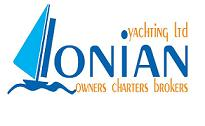 yachting ltd
IONIAN
owners charters brokers